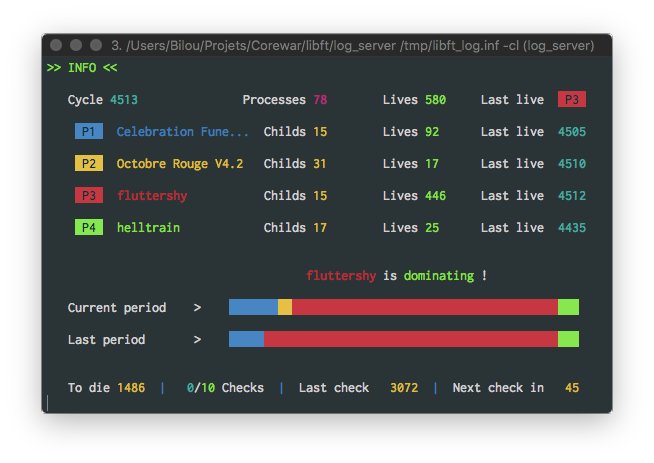 3. /Users/Bilou/Projets/Corewar/libft/log_server /tmp/libft_log.inf -cl (log_server)
>> INFO <<
Cycle 4513 Processes 78 Lives 580 Last live P3
P1 Celebration Fune... Childs 15 Lives 92 Last live 4505
P2 Octobre Rouge V4.2 Childs 31 Lives 17 Last live 4510
P3 fluttershy Childs 15 Lives 446 Last live 4512
P4 helltrain Childs 17 Lives 25 Last live 4435
fluttershy is dominating !
Current period >
Last period >
To die 1486 | 0/10 Checks | Last check 3072 | Next check in 45